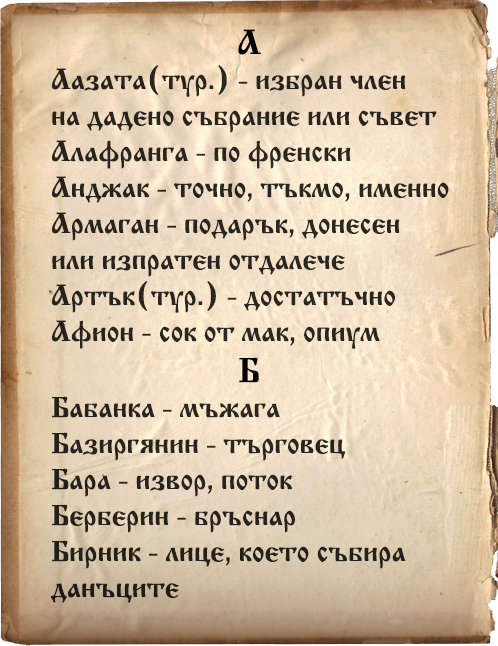 А
Аазата(тур.) - избран член
на дадено събрание или съвет
Алафранга - по френски
Анджак - точно, тъкмо, именно
Армаган - подарък, донесен
или изпратен отдалече
Артък(тур.) - достатъчно
Афион - сок от мак, опиум
Б
Бабанка - мъжага
Базиргянин - търговец
Бара - извор, поток
Берберин - бръснар
Бирник - лице, което събира
данъците